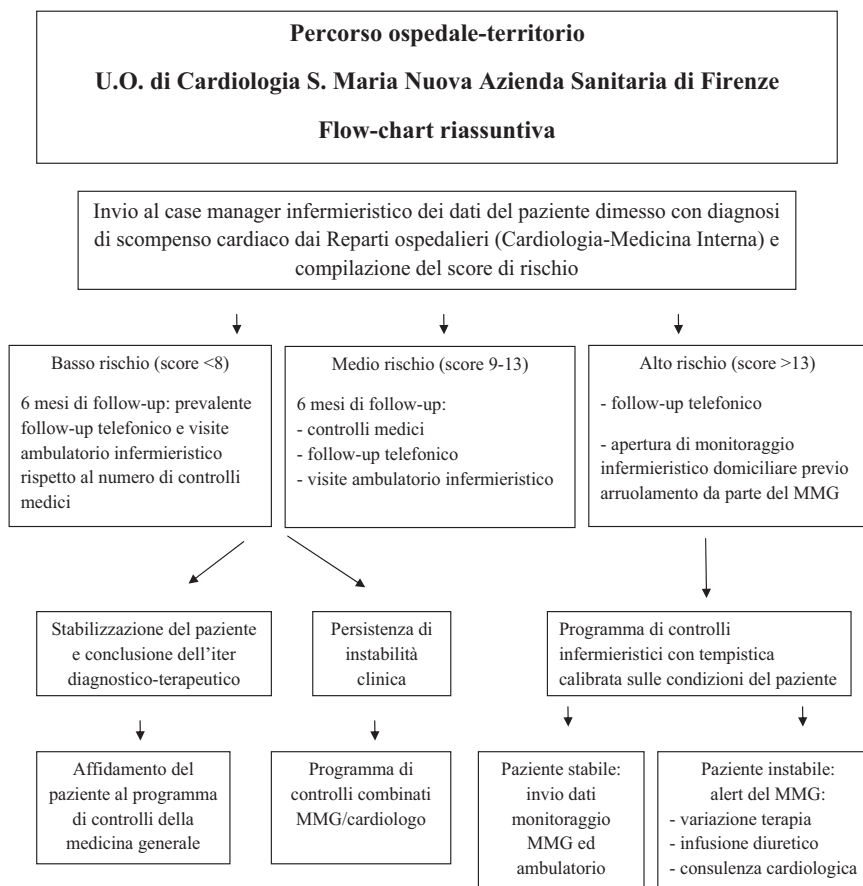 Percorso ospedale-territorio
U.O. di Cardiologia S. Maria Nuova Azienda Sanitaria di Firenze
Flow-chart riassuntiva
Invio al case manager infermieristico dei dati del paziente dimesso con diagnosi
di scompenso cardiaco dai Reparti ospedalieri (Cardiologia-Medicina Interna) e
compilazione del score di rischio
Basso rischio (score <8)
6 mesi di follow-up: prevalente
follow-up telefonico e visite
ambulatorio infermieristico
rispetto al numero di controlli
medici
Medio rischio (score 9-13)
6 mesi di follow-up:
- controlli medici
- follow-up telefonico
- visite ambulatorio infermieristico
Alto rischio (score >13)
- follow-up telefonico
- apertura di monitoraggio
infermieristico domiciliare previo
arruolamento da parte del MMG
Stabilizzazione del paziente
e conclusione dell'iter
diagnostico-terapeutico
Persistenza di
instabilità
clinica
Programma di controlli
infermieristici con tempistica
calibrata sulle condizioni del paziente
Affidamento del
paziente al programma
di controlli della
medicina generale
Programma di
controlli combinati
MMG/cardiologo
Paziente stabile:
invio dati
monitoraggio
MMG ed
ambulatorio
Paziente instabile:
alert del MMG:
- variazione terapia
- infusione diuretico
- consulenza cardiologica